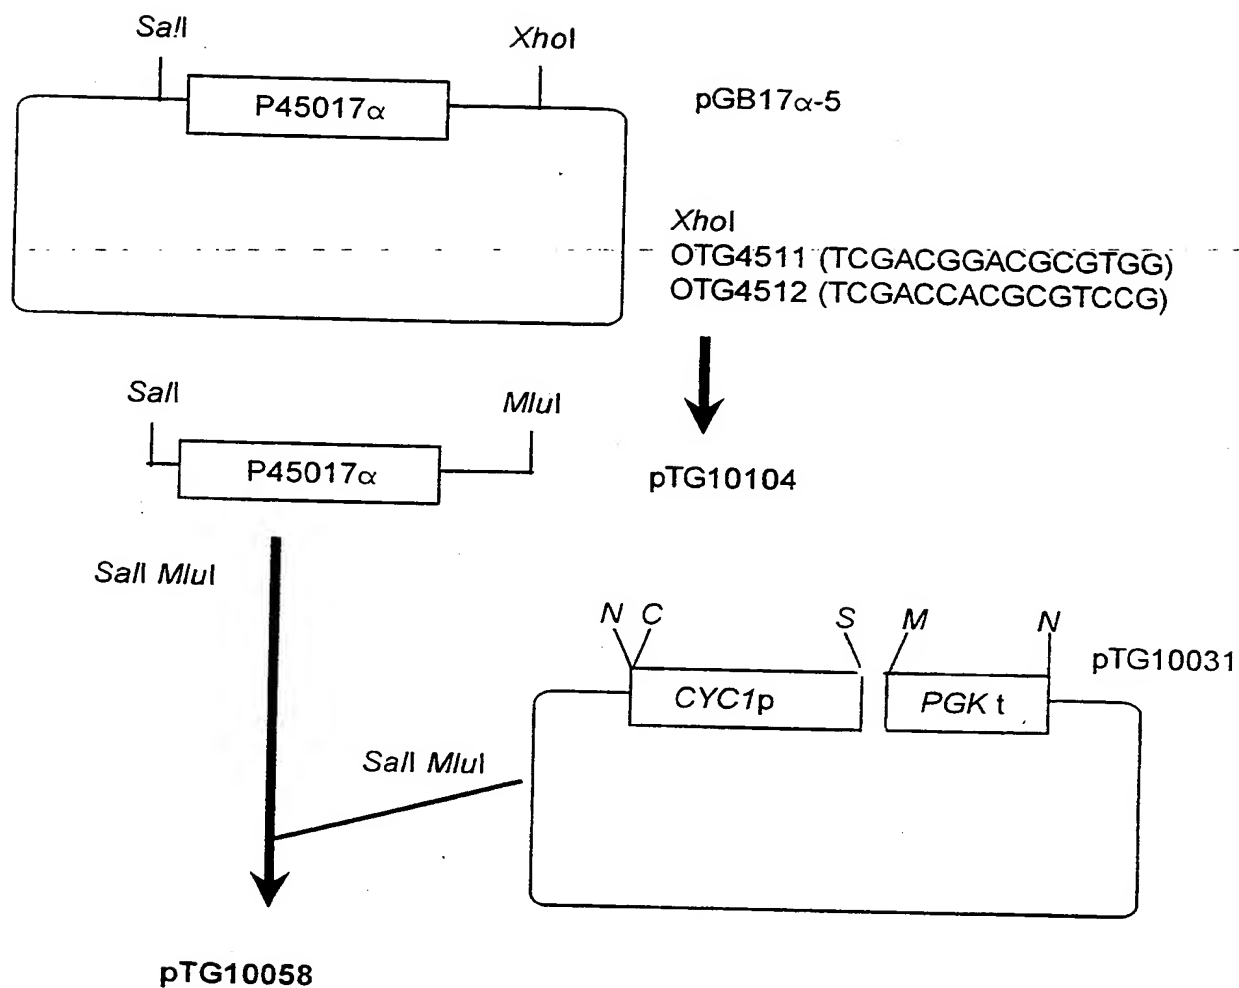 SalI
XhoI
P45017α
pGB17α-5
XhoI
OTG4511 (TCGACGGACGCGTGG)
OTG4512 (TCGACCACGCGTCCG)
SalI
MluI
P45017α
pTG10104
SalI MluI
N C S M N
pTG10031
CYC1p
PGK t
SalI MluI
pTG10058